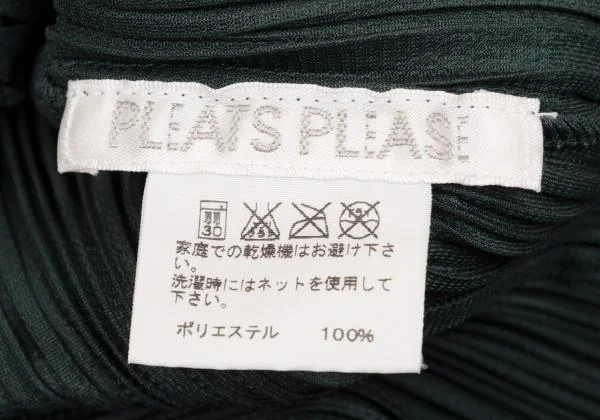 PLEATS PLEASE
30
家庭での乾燥機はお避け下さ
い。
洗濯時にはネットを使用して
下さい。
ポリエステル 100%